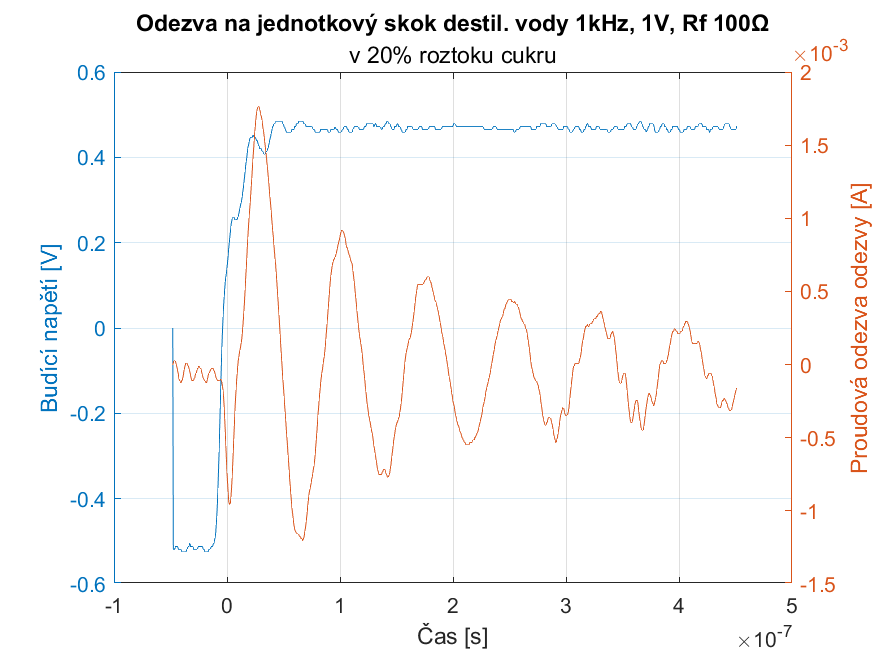 Odezva na jednotkový skok destil. vody 1kHz, 1V, Rf 100Ω
v 20% roztoku cukru
×10⁻³
0.6
0.4
0.2
0
-0.2
-0.4
-0.6
Budící napětí [V]
2
1.5
1
0.5
0
-0.5
-1
-1.5
Proudová odezva odezvy [A]
-1 0 1 2 3 4 5
Čas [s]
×10⁻⁷